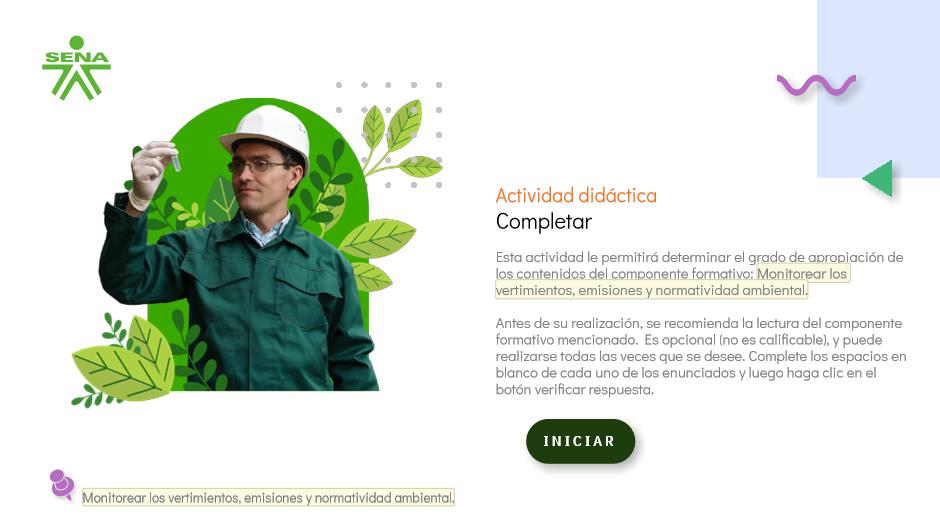 SENA
Actividad didáctica
Completar
Esta actividad le permitirá determinar el grado de apropiación de
los contenidos del componente formativo: Monitorear los
vertimientos, emisiones y normatividad ambiental.
Antes de su realización, se recomienda la lectura del componente
formativo mencionado. Es opcional (no es calificable), y puede
realizarse todas las veces que se desee. Complete los espacios en
blanco de cada uno de los enunciados y luego haga clic en el
botón verificar respuesta.
INICIAR
Monitorear los vertimientos, emisiones y normatividad ambiental.